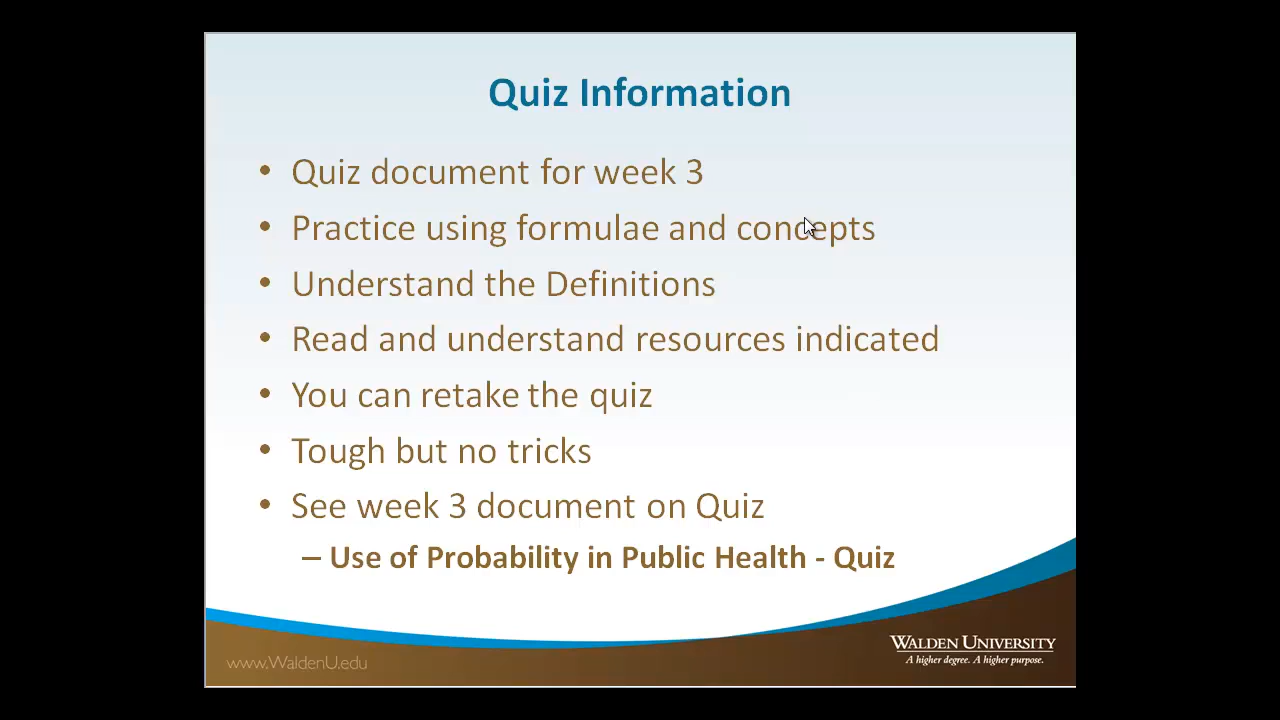 Quiz Information
• Quiz document for week 3
• Practice using formulae and concepts
• Understand the Definitions
• Read and understand resources indicated
• You can retake the quiz
• Tough but no tricks
• See week 3 document on Quiz
– Use of Probability in Public Health - Quiz
WALDEN UNIVERSITY
A higher degree. A higher purpose.
www.WaldenU.edu